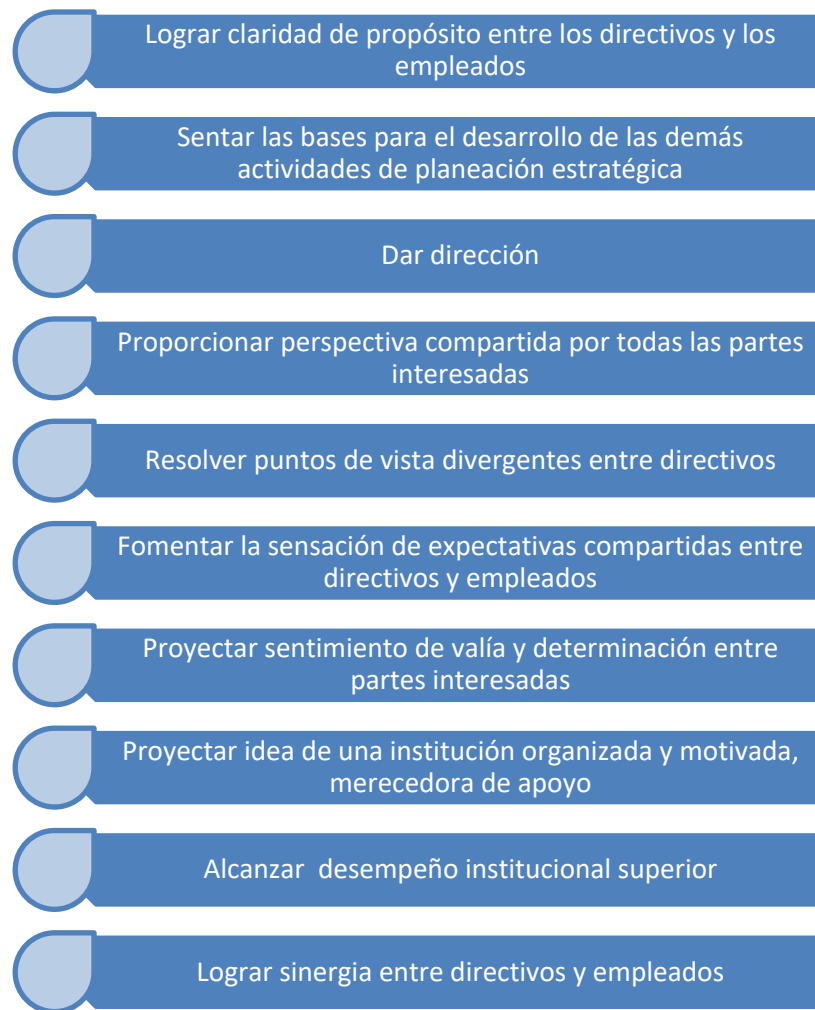 Lograr claridad de propósito entre los directivos y los
empleados
Sentar las bases para el desarrollo de las demás
actividades de planeación estratégica
Dar dirección
Proporcionar perspectiva compartida por todas las partes
interesadas
Resolver puntos de vista divergentes entre directivos
Fomentar la sensación de expectativas compartidas entre
directivos y empleados
Proyectar sentimiento de valía y determinación entre
partes interesadas
Proyectar idea de una institución organizada y motivada,
merecedora de apoyo
Alcanzar  desempeño institucional superior
Lograr sinergia entre directivos y empleados